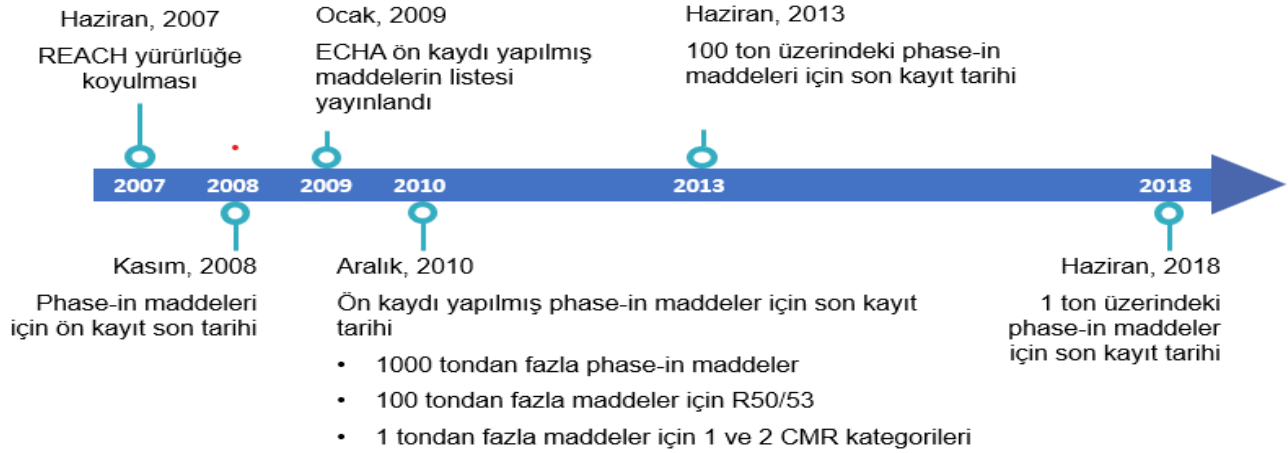 Haziran, 2007
REACH yürürlüğe
koyulması
Ocak, 2009
ECHA ön kaydı yapılmış
maddelerin listesi
yayınlandı
Haziran, 2013
100 ton üzerindeki phase-in
maddeleri için son kayıt tarihi
2007 2008 2009 2010 2013 2018
Kasım, 2008
Phase-in maddeleri
için ön kayıt son tarihi
Aralık, 2010
Ön kaydı yapılmış phase-in maddeler için son kayıt
tarihi
• 1000 tondan fazla phase-in maddeler
• 100 tondan fazla maddeler için R50/53
• 1 tondan fazla maddeler için 1 ve 2 CMR kategorileri
Haziran, 2018
1 ton üzerindeki
phase-in maddeler
için son kayıt tarihi